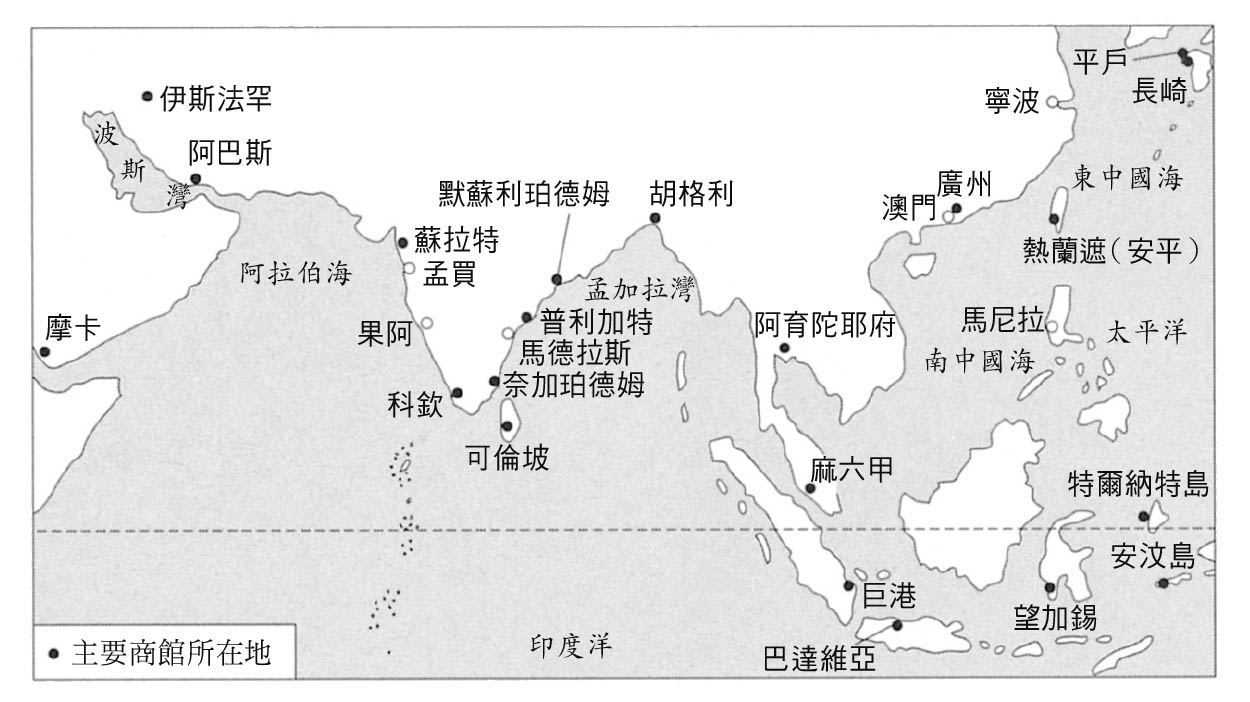 平戶
長崎
寧波
伊斯法罕
波斯灣
阿巴斯
東中國海
默蘇利珀德姆
胡格利
廣州
澳門
蘇拉特
熱蘭遮（安平）
阿拉伯海
孟買
孟加拉灣
摩卡
果阿
普利加特
阿育陀耶府
馬尼拉
太平洋
馬德拉斯
南中國海
奈加珀德姆
科欽
可倫坡
麻六甲
特爾納特島
安汶島
巨港
望加錫
印度洋
巴達維亞
主要商館所在地